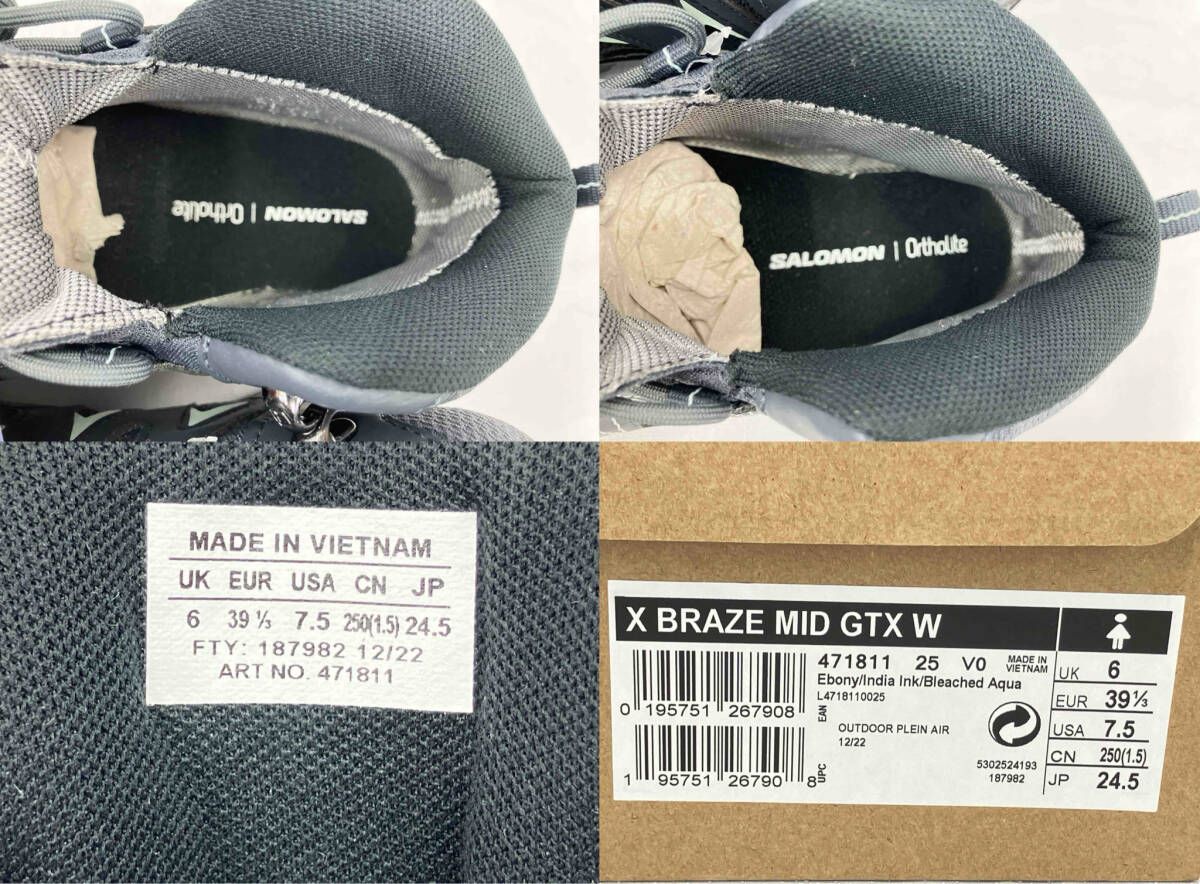 SALOMON | Ortholite
SALOMON | Ortholite
MADE IN VIETNAM
UK EUR USA CN JP
6 39 ⅓ 7.5 250(1.5) 24.5
FTY: 187982 12/22
ART NO. 471811
X BRAZE MID GTX W
471811 25 V0 MADE IN VIETNAM
Ebony/India Ink/Bleached Aqua
L4718110025
0 195751 267908
EAN
OUTDOOR PLEIN AIR
12/22
5302524193
187982
1 95751 26790 8
UPC
UK 6
EUR 39⅓
USA 7.5
CN 250(1.5)
JP 24.5